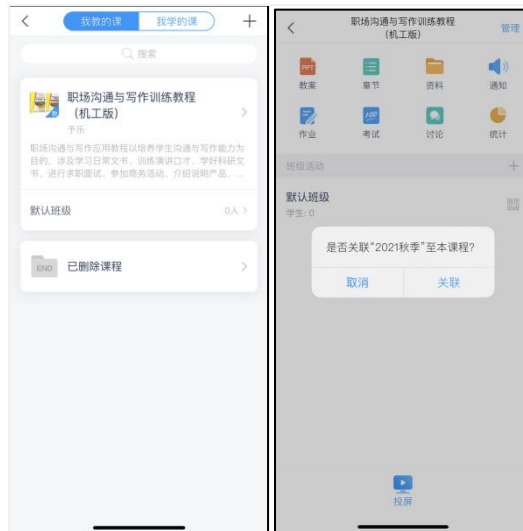 我教的课
我学的课
搜索
职场沟通与写作训练教程
(机工版)
予乐
职场沟通与写作应用教程以培养学生沟通与写作能力为
目的，涉及学习日常文书、训练演讲口才、学好科研文
书、进行求职面试、参加商务活动、介绍说明产品、...
默认班级
0人
END
已删除课程
职场沟通与写作训练教程
(机工版)
管理
PPT
教案
章节
资料
通知
100
作业
考试
讨论
统计
班级活动
默认班级
学生: 0
是否关联“2021秋季”至本课程?
取消
关联
投屏